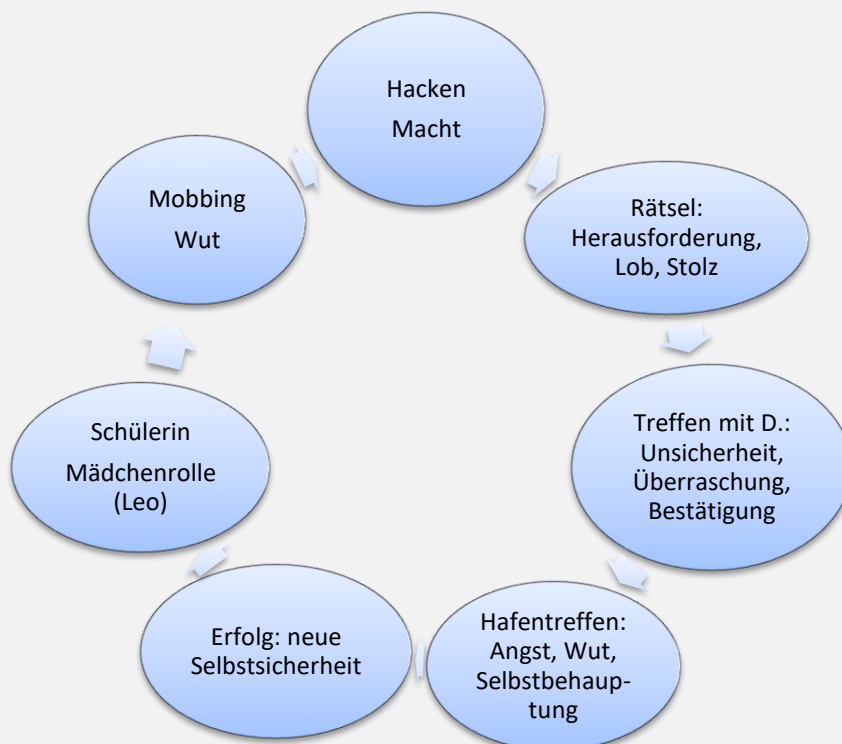 Hacken
Macht
Rätsel:
Herausforderung,
Lob, Stolz
Treffen mit D.:
Unsicherheit,
Überraschung,
Bestätigung
Hafentreffen:
Angst, Wut,
Selbstbehaup-
tung
Erfolg: neue
Selbstsicherheit
Schülerin
Mädchenrolle
(Leo)
Mobbing
Wut